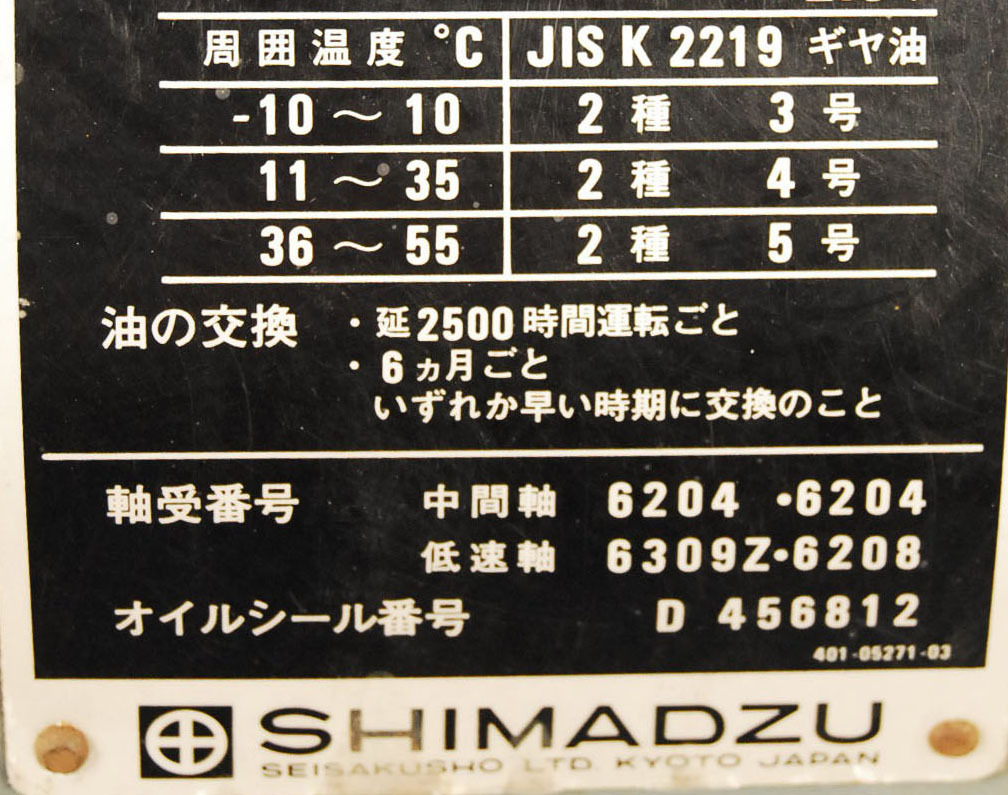 周囲温度 °C JIS K 2219 ギヤ油
-10 ～ 10 2 種 3 号
11 ～ 35 2 種 4 号
36 ～ 55 2 種 5 号
油の交換 ・延2500時間運転ごと
・6ヵ月ごと
いずれか早い時期に交換のこと
軸受番号 中間軸 6204 ・6204
低速軸 6309Z・6208
オイルシール番号 D 456812
401-05271-03
SHIMADZU
SEISAKUSHO LTD. KYOTO JAPAN